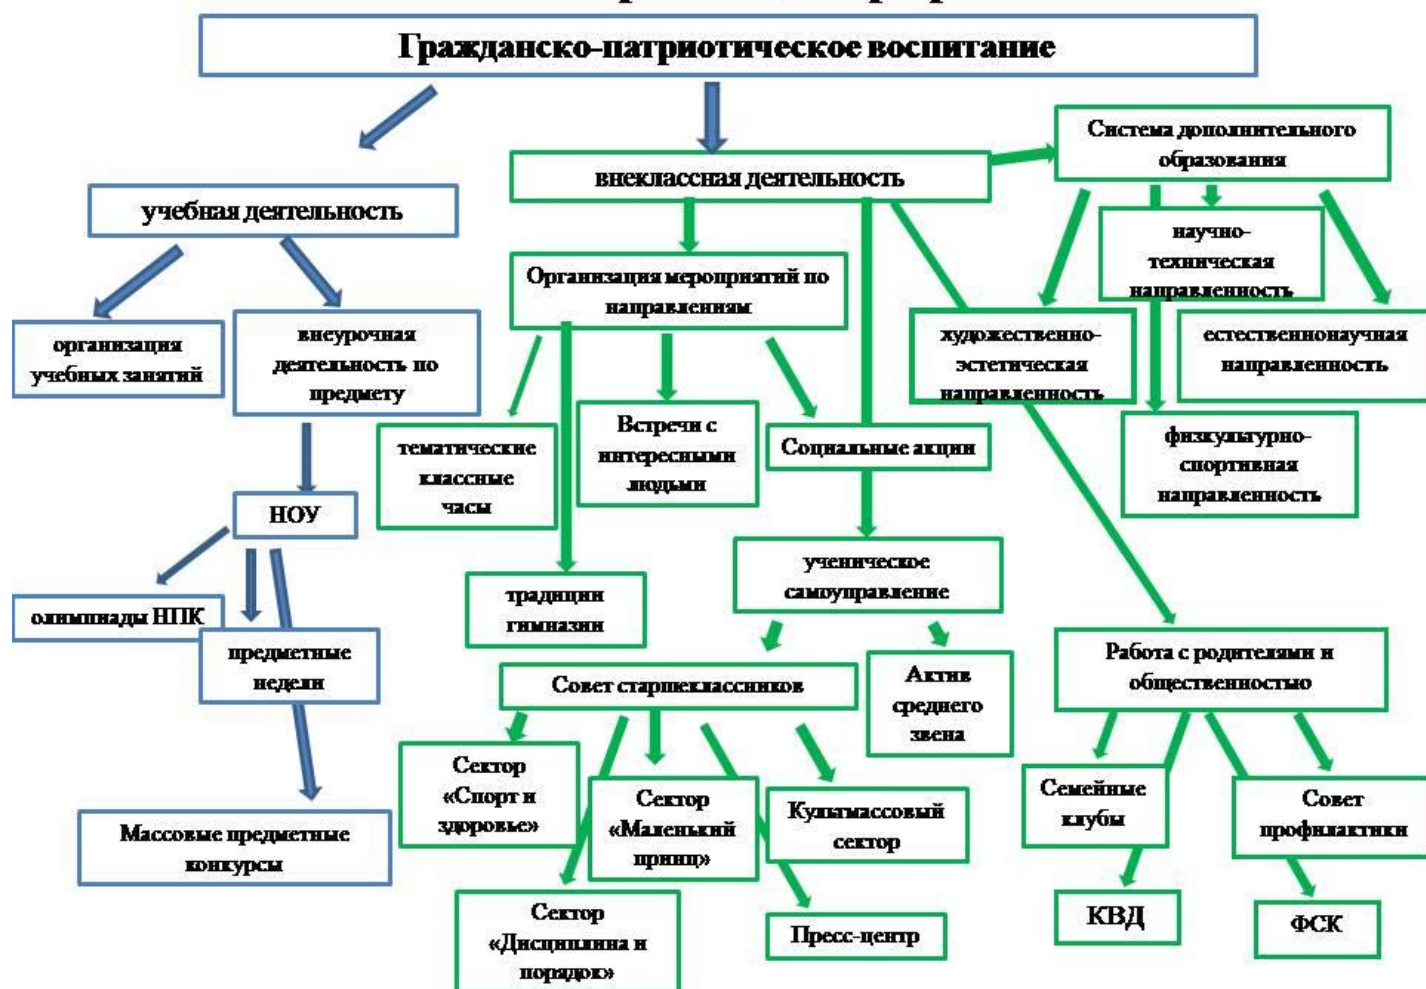 Гражданско-патриотическое воспитание
Система дополнительного
образования
внеклассная деятельность
учебная деятельность
научно-
техническая
направленность
Организация мероприятий по
направлениям
организация
учебных занятий
внеурочная
деятельность по
предмету
художественно-
эстетическая
направленность
естественнонаучная
направленность
тематические
классные
часы
Встречи с
интересными
людьми
Социальные акции
физкультурно-
спортивная
направленность
НОУ
ученическое
самоуправление
традиции
гимназии
олимпиады НПК
предметные
недели
Работа с родителями и
общественностью
Совет старшеклассников
Актив
среднего
звена
Сектор
«Спорт и
здоровье»
Сектор
«Маленький
принц»
Культмассовый
сектор
Семейные
клубы
Совет
профилактики
Массовые предметные
конкурсы
Сектор
«Дисциплина и
порядок»
Пресс-центр
КВД
ФСК